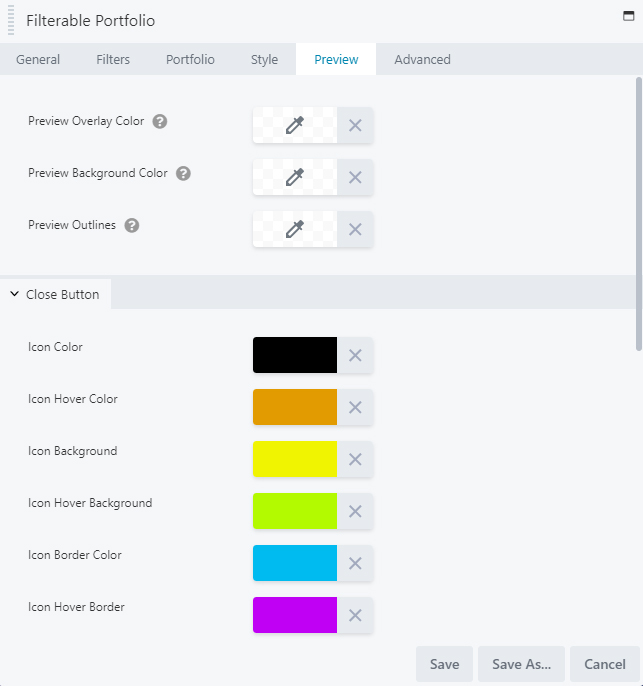 Filterable Portfolio
General Filters Portfolio Style Preview Advanced
Preview Overlay Color ?
Preview Background Color ?
Preview Outlines ?
Close Button
Icon Color
Icon Hover Color
Icon Background
Icon Hover Background
Icon Border Color
Icon Hover Border
Save Save As... Cancel